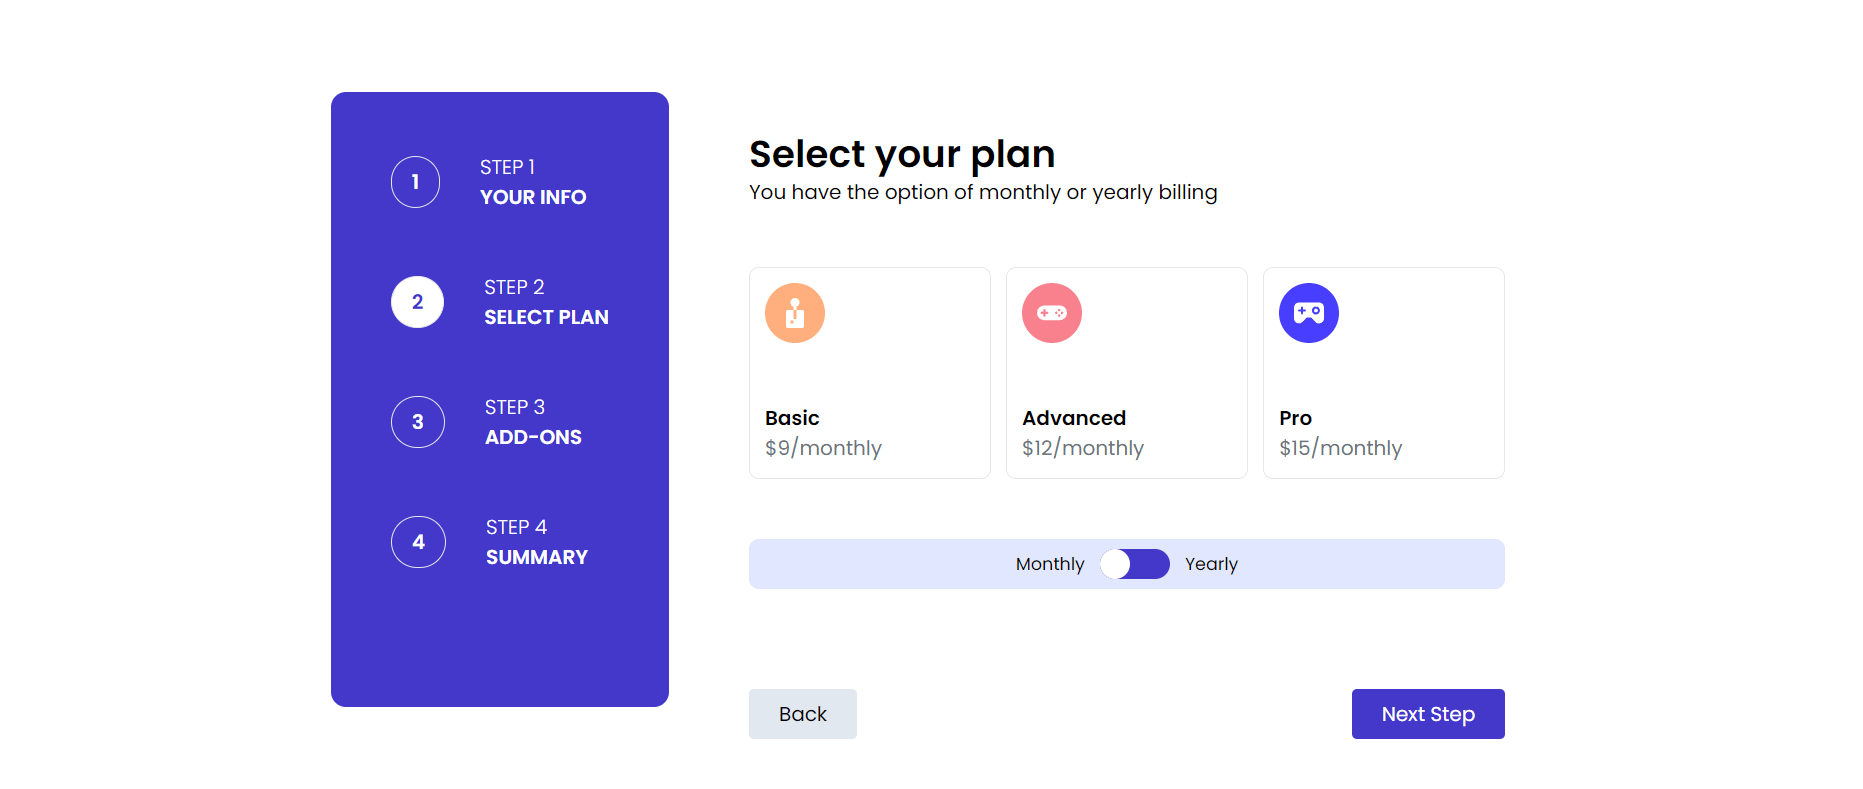 1
STEP 1
YOUR INFO
2
STEP 2
SELECT PLAN
3
STEP 3
ADD-ONS
4
STEP 4
SUMMARY
Select your plan
You have the option of monthly or yearly billing
Basic
$9/monthly
Advanced
$12/monthly
Pro
$15/monthly
Monthly Yearly
Back
Next Step